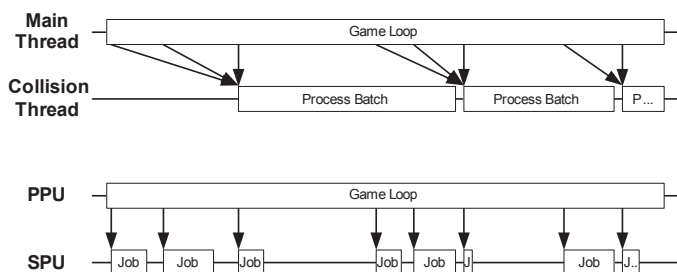 Main Thread
Game Loop
Collision Thread
Process Batch
Process Batch
P...
PPU
Game Loop
SPU
Job
Job
Job
Job
Job
J
Job
J...